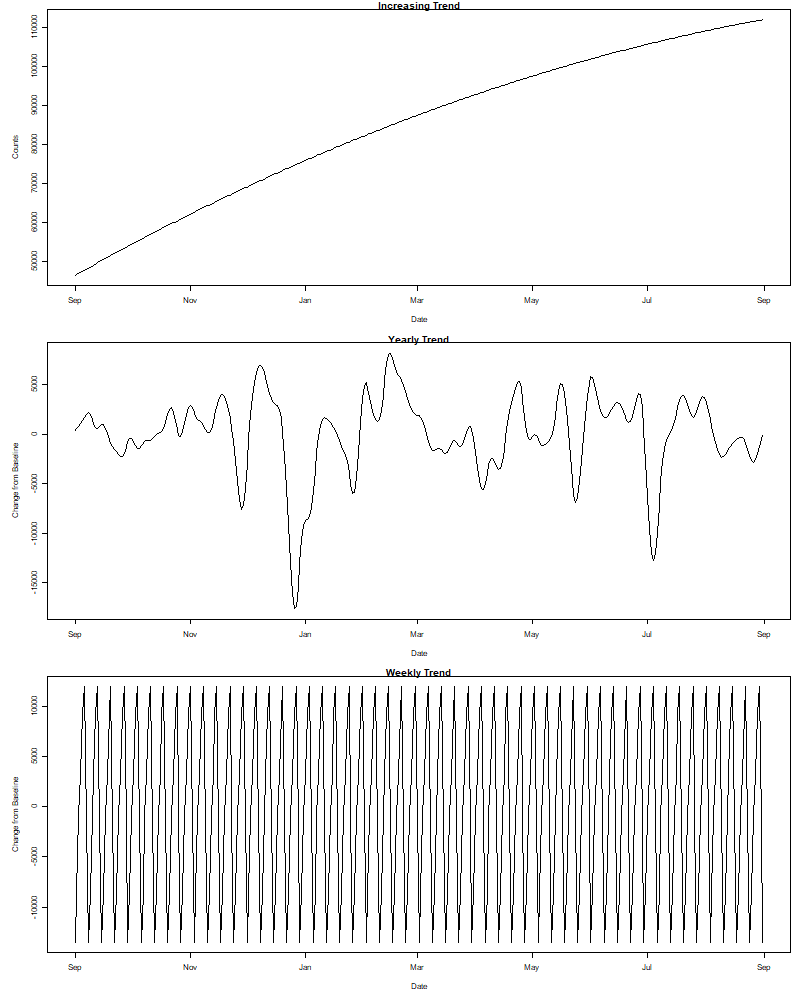 Increasing Trend
110000
100000
90000
80000
70000
60000
50000
Counts
Sep Nov Jan Mar May Jul Sep
Date
Yearly Trend
5000
0
-5000
-10000
-15000
Change from Baseline
Sep Nov Jan Mar May Jul Sep
Date
Weekly Trend
10000
5000
0
-5000
-10000
Change from Baseline
Sep Nov Jan Mar May Jul Sep
Date